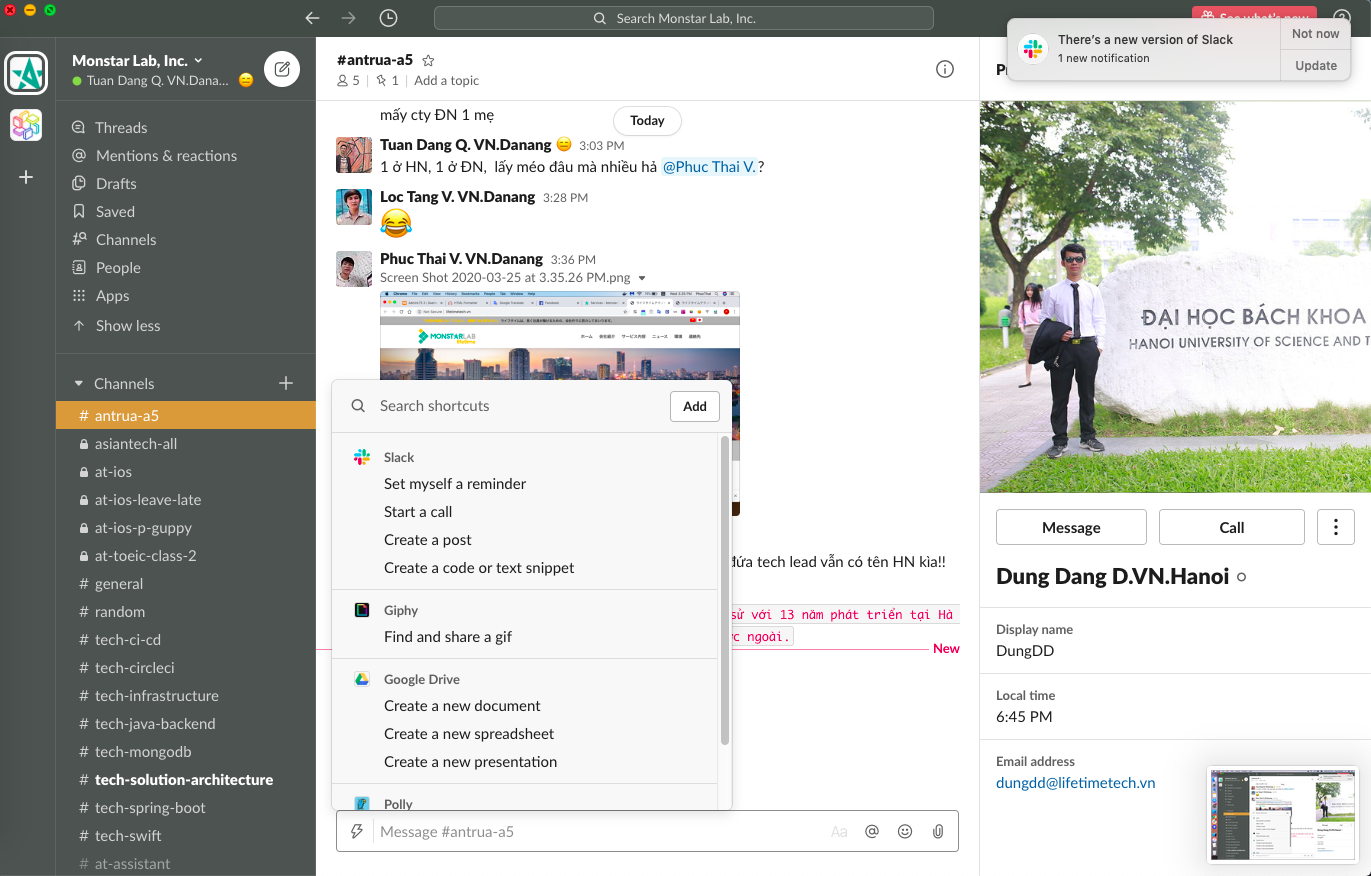 Search Monstar Lab, Inc.
See what's new
There's a new version of Slack
1 new notification
Not now
Update
Monstar Lab, Inc.
Tuan Dang Q. VN.Dana...
Threads
Mentions & reactions
Drafts
Saved
Channels
People
Apps
Show less
Channels
# antrua-a5
asiantech-all
at-ios
at-ios-leave-late
at-ios-p-guppy
at-toeic-class-2
# general
# random
# tech-ci-cd
# tech-circleci
# tech-infrastructure
# tech-java-backend
# tech-mongodb
# tech-solution-architecture
# tech-spring-boot
# tech-swift
# at-assistant
#antrua-a5
5 | 1 | Add a topic
mấy cty ĐN 1 mẹ
Today
Tuan Dang Q. VN.Danang 3:03 PM
1 ở HN, 1 ở ĐN, lấy méo đâu mà nhiều hả @Phuc Thai V.?
Loc Tang V. VN.Danang 3:28 PM
Phuc Thai V. VN.Danang 3:36 PM
Screen Shot 2020-03-25 at 3.35.26 PM.png
MONSTARLAB
Search shortcuts
Add
Slack
Set myself a reminder
Start a call
Create a post
Create a code or text snippet
Giphy
Find and share a gif
Google Drive
Create a new document
Create a new spreadsheet
Create a new presentation
Polly
đứa tech lead vẫn có tên HN kìa!!
sử với 13 năm phát triển tại Hà
ngoài.
New
Message #antrua-a5
Aa
ĐẠI HỌC BÁCH KHOA
HANOI UNIVERSITY OF SCIENCE AND T
Message
Call
Dung Dang D.VN.Hanoi
Display name
DungDD
Local time
6:45 PM
Email address
dungdd@lifetimetech.vn